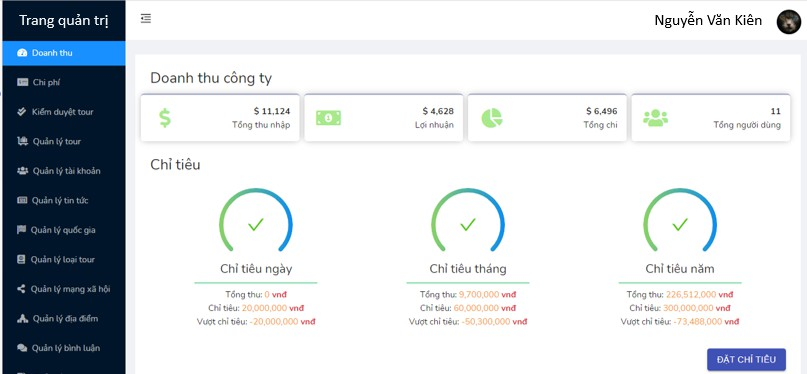 Trang quản trị
Nguyễn Văn Kiên
Doanh thu
Chi phí
Kiểm duyệt tour
Quản lý tour
Quản lý tài khoản
Quản lý tin tức
Quản lý quốc gia
Quản lý loại tour
Quản lý mạng xã hội
Quản lý địa điểm
Quản lý bình luận
Doanh thu công ty
$ 11,124
Tổng thu nhập
$ 4,628
Lợi nhuận
$ 6,496
Tổng chi
11
Tổng người dùng
Chỉ tiêu
Chỉ tiêu ngày
Tổng thu: 0 vnđ
Chỉ tiêu: 20,000,000 vnđ
Vượt chỉ tiêu: -20,000,000 vnđ
Chỉ tiêu tháng
Tổng thu: 9,700,000 vnđ
Chỉ tiêu: 60,000,000 vnđ
Vượt chỉ tiêu: -50,300,000 vnđ
Chỉ tiêu năm
Tổng thu: 226,512,000 vnđ
Chỉ tiêu: 300,000,000 vnđ
Vượt chỉ tiêu: -73,488,000 vnđ
ĐẶT CHỈ TIÊU